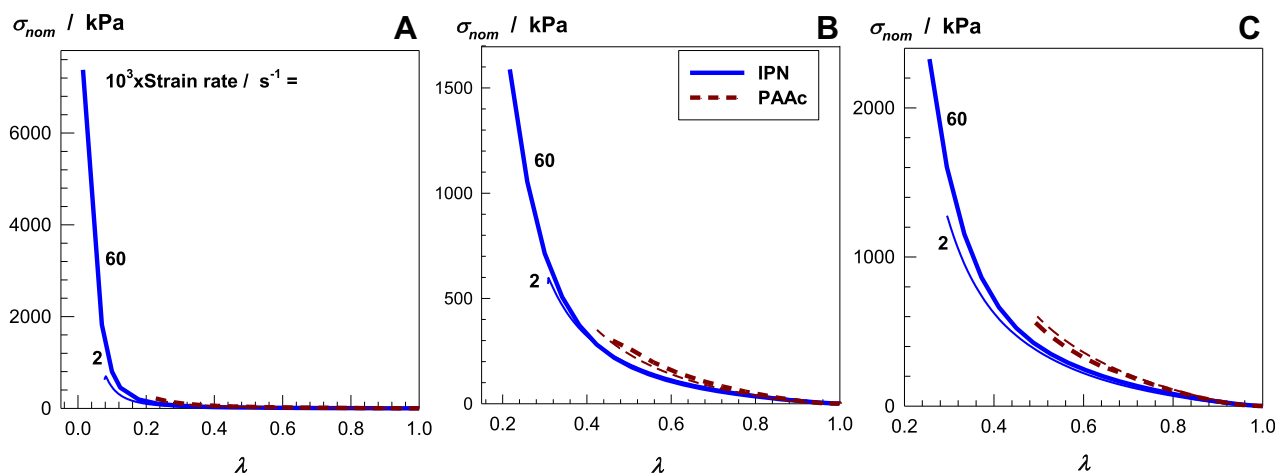 σnom / kPa
A
10³xStrain rate / s⁻¹ =
6000
4000
2000
0
60
2
0.0 0.2 0.4 0.6 0.8 1.0
λ
σnom / kPa
B
IPN
PAAc
1500
1000
500
0
60
2
0.2 0.4 0.6 0.8 1.0
λ
σnom / kPa
C
2000
1000
0
60
2
0.2 0.4 0.6 0.8 1.0
λ